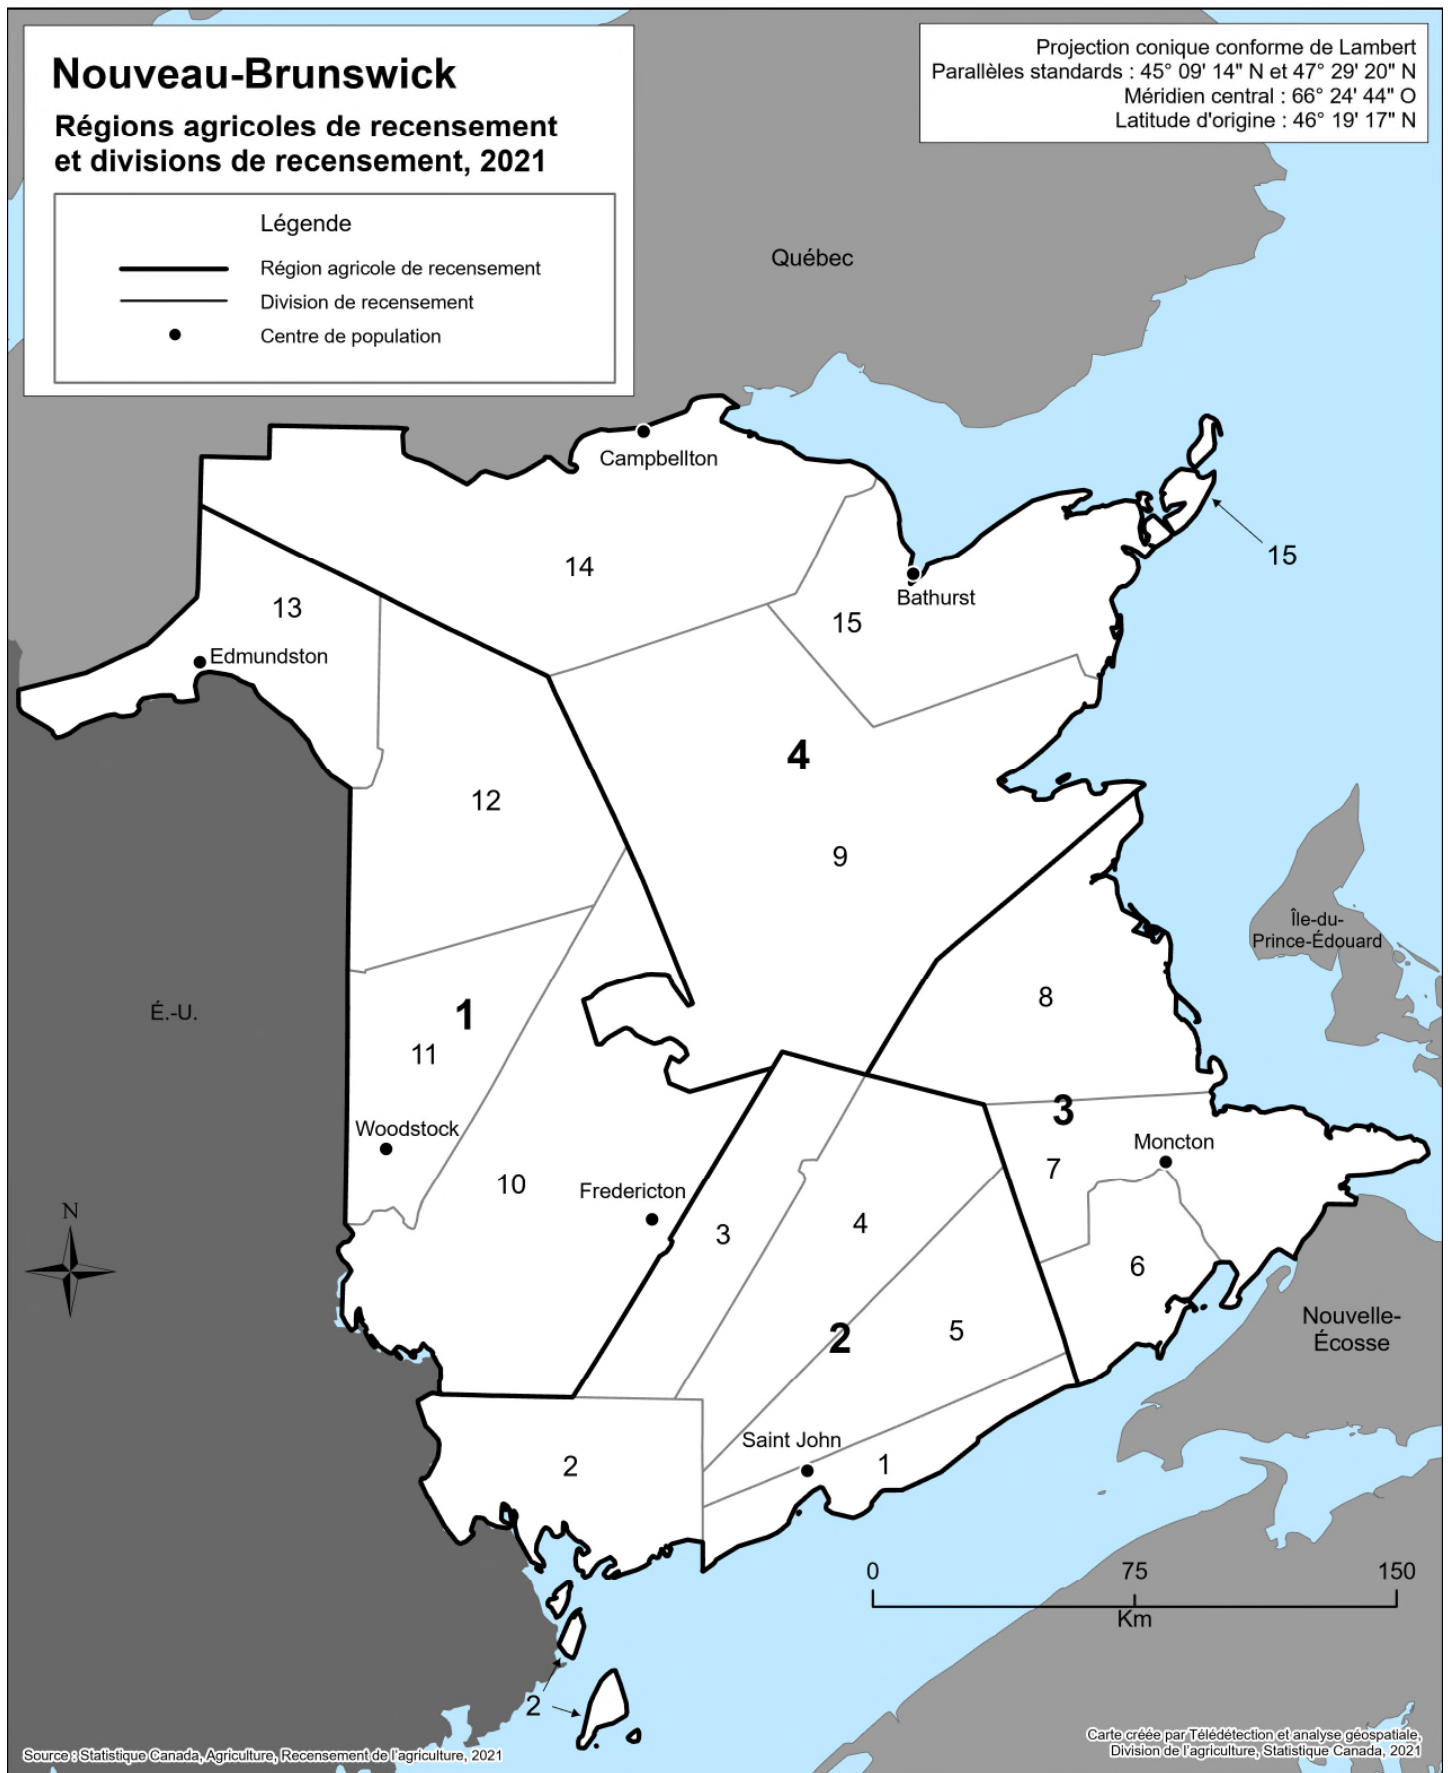 Nouveau-Brunswick
Régions agricoles de recensement
et divisions de recensement, 2021
Légende
Région agricole de recensement
Division de recensement
Centre de population
Projection conique conforme de Lambert
Parallèles standards : 45° 09' 14" N et 47° 29' 20" N
Méridien central : 66° 24' 44" O
Latitude d'origine : 46° 19' 17" N
Québec
Campbellton
15
14
Bathurst
13
15
Edmundston
4
12
9
Île-du-
Prince-Édouard
8
É.-U.
1
11
3
Woodstock
Moncton
7
10
Fredericton
N
3
4
6
Nouvelle-
Écosse
2
5
Saint John
2
1
0
75
150
Km
2
Source : Statistique Canada, Agriculture, Recensement de l'agriculture, 2021
Carte créée par Télédétection et analyse géospatiale,
Division de l'agriculture, Statistique Canada, 2021